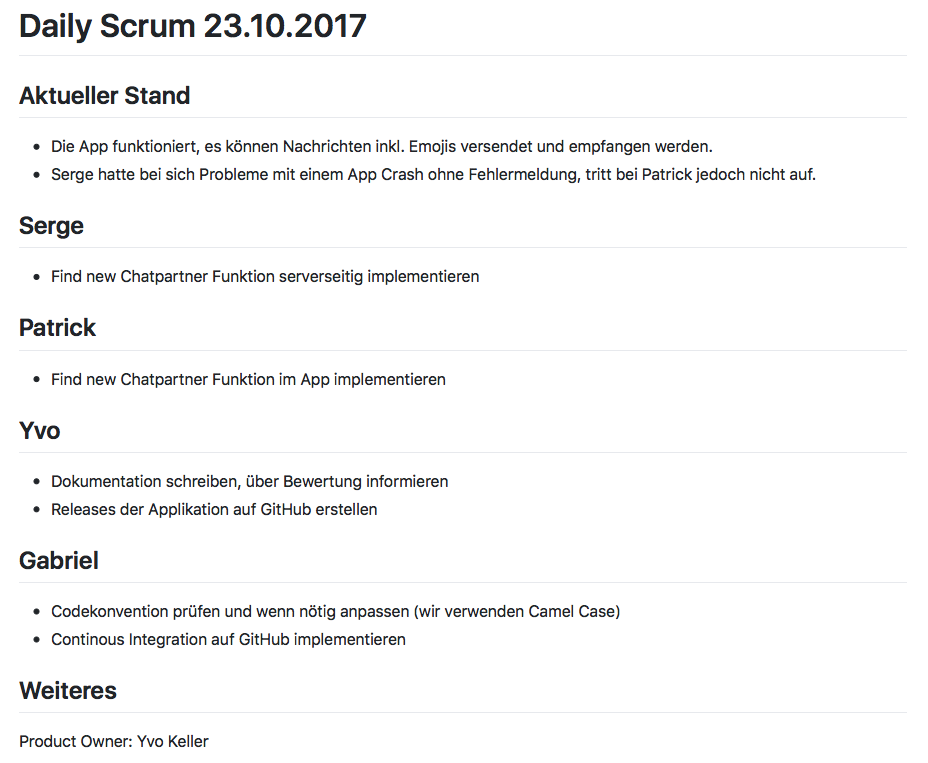 Daily Scrum 23.10.2017
Aktueller Stand
• Die App funktioniert, es können Nachrichten inkl. Emojis versendet und empfangen werden.
• Serge hatte bei sich Probleme mit einem App Crash ohne Fehlermeldung, tritt bei Patrick jedoch nicht auf.
Serge
• Find new Chatpartner Funktion serverseitig implementieren
Patrick
• Find new Chatpartner Funktion im App implementieren
Yvo
• Dokumentation schreiben, über Bewertung informieren
• Releases der Applikation auf GitHub erstellen
Gabriel
• Codekonvention prüfen und wenn nötig anpassen (wir verwenden Camel Case)
• Continous Integration auf GitHub implementieren
Weiteres
Product Owner: Yvo Keller